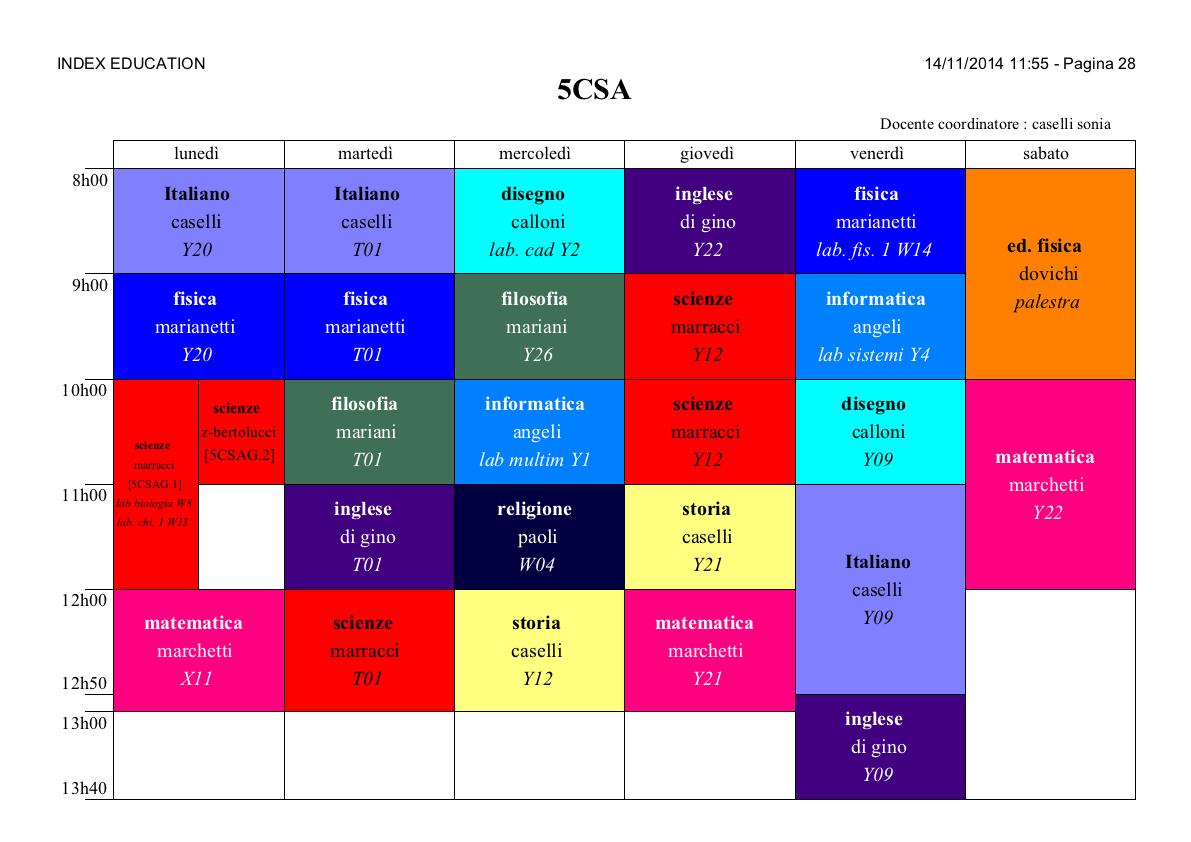 INDEX EDUCATION
14/11/2014 11:55 - Pagina 28
5CSA
Docente coordinatore : caselli sonia
lunedì martedì mercoledì giovedì venerdì sabato
8h00
Italiano
caselli
Y20
Italiano
caselli
T01
disegno
calloni
lab. cad Y2
inglese
di gino
Y22
fisica
marianetti
lab. fis. 1 W14
ed. fisica
dovichi
palestra
9h00
fisica
marianetti
Y20
fisica
marianetti
T01
filosofia
mariani
Y26
scienze
marracci
Y12
informatica
angeli
lab sistemi Y4
10h00
scienze
marracci
[5CSAG.1]
lab biologia W8
lab. chi. 1 W13
scienze
z-bertolucci
[5CSAG.2]
filosofia
mariani
T01
informatica
angeli
lab multim Y1
scienze
marracci
Y12
disegno
calloni
Y09
matematica
marchetti
Y22
11h00
inglese
di gino
T01
religione
paoli
W04
storia
caselli
Y21
Italiano
caselli
Y09
12h00
matematica
marchetti
X11
scienze
marracci
T01
storia
caselli
Y12
matematica
marchetti
Y21
12h50
inglese
di gino
Y09
13h00
13h40